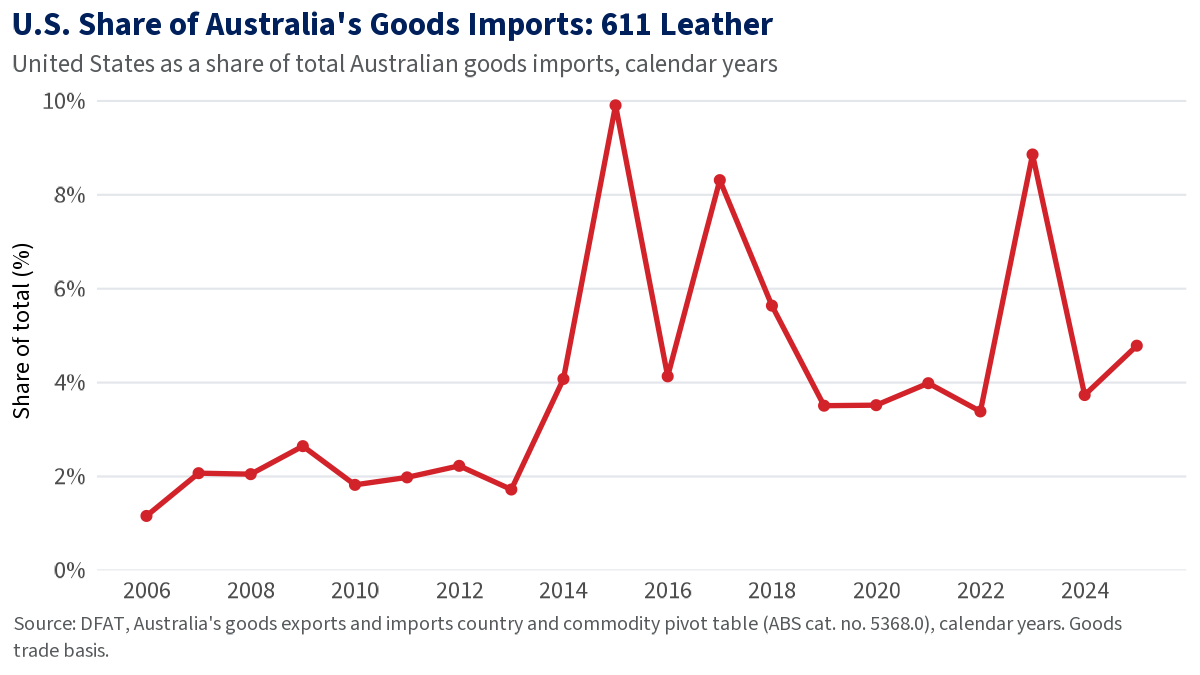 U.S. Share of Australia's Goods Imports: 611 Leather
United States as a share of total Australian goods imports, calendar years
10%
8%
6%
4%
2%
0%
Share of total (%)
2006 2008 2010 2012 2014 2016 2018 2020 2022 2024
Source: DFAT, Australia's goods exports and imports country and commodity pivot table (ABS cat. no. 5368.0), calendar years. Goods
trade basis.